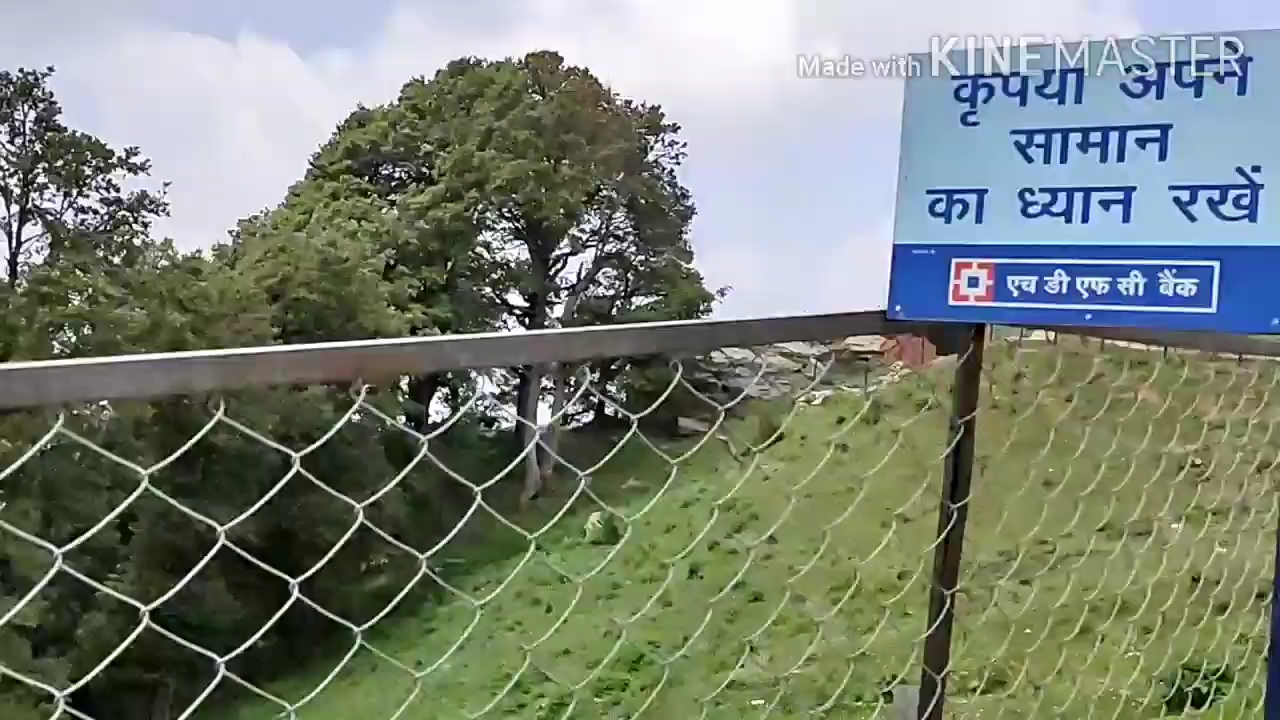 Made with KINEMASTER
कृपया अपने
सामान
का ध्यान रखें
एच डी एफ सी बैंक